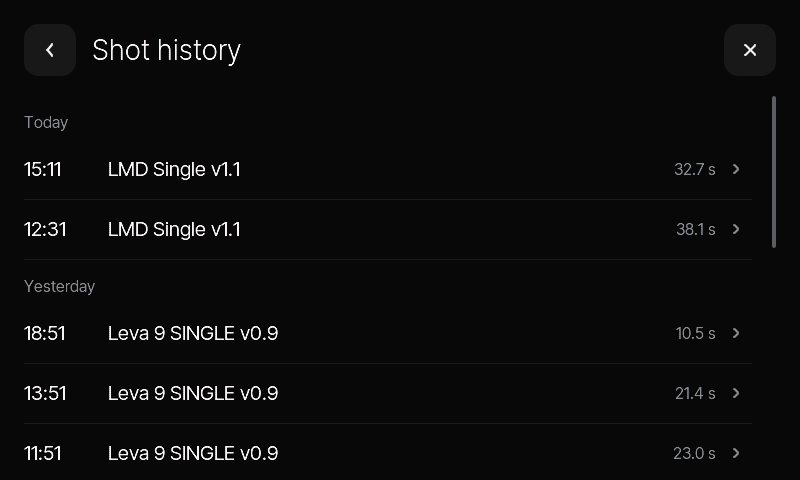 Shot history
Today
15:11 LMD Single v1.1 32.7 s
12:31 LMD Single v1.1 38.1 s
Yesterday
18:51 Leva 9 SINGLE v0.9 10.5 s
13:51 Leva 9 SINGLE v0.9 21.4 s
11:51 Leva 9 SINGLE v0.9 23.0 s